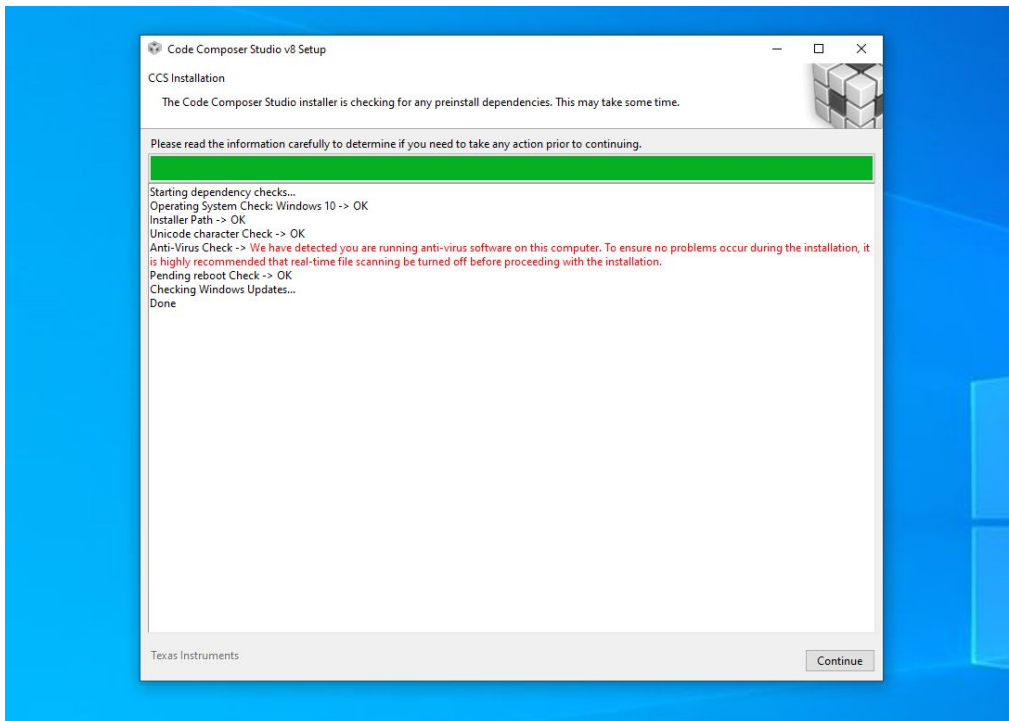 Code Composer Studio v8 Setup
CCS Installation
The Code Composer Studio installer is checking for any preinstall dependencies. This may take some time.
Please read the information carefully to determine if you need to take any action prior to continuing.
Starting dependency checks...
Operating System Check: Windows 10 -> OK
Installer Path -> OK
Unicode character Check -> OK
Anti-Virus Check -> We have detected you are running anti-virus software on this computer. To ensure no problems occur during the installation, it
is highly recommended that real-time file scanning be turned off before proceeding with the installation.
Pending reboot Check -> OK
Checking Windows Updates...
Done
Texas Instruments
Continue